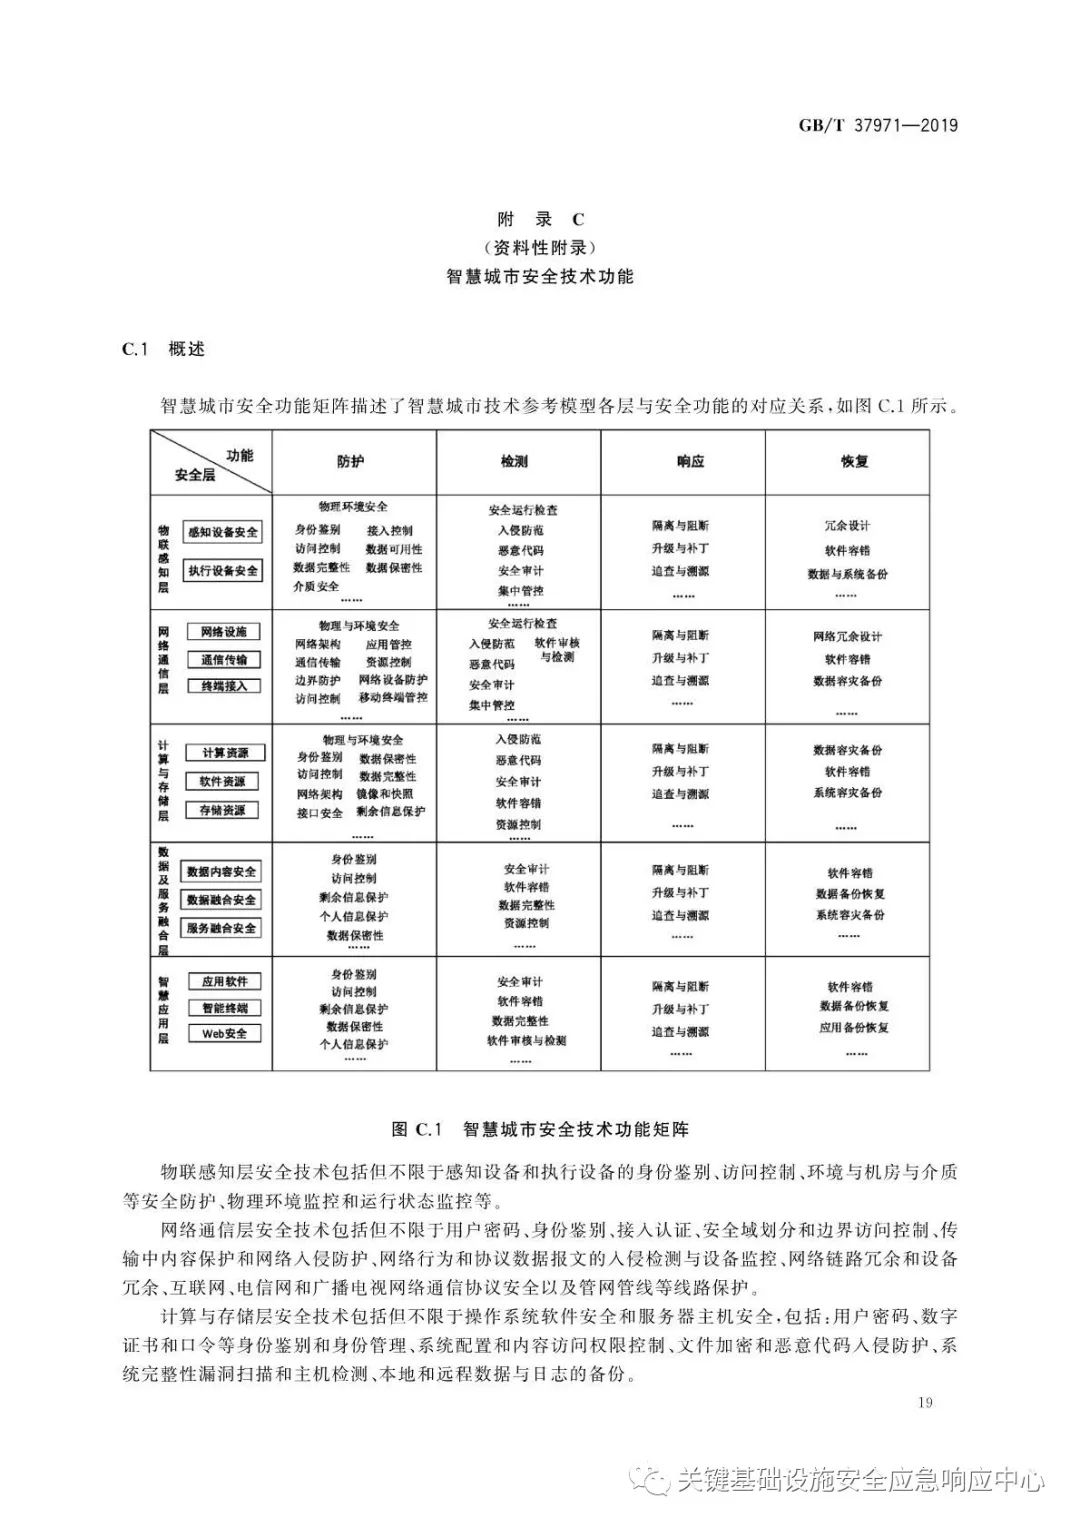 GB/T 37971—2019
附 录 C
（资料性附录）
智慧城市安全技术功能
C.1 概述
智慧城市安全功能矩阵描述了智慧城市技术参考模型各层与安全功能的对应关系,如图 C.1 所示。
功能
安全层
防护
检测
响应
恢复
物联感知层
感知设备安全
执行设备安全
物理环境安全
身份鉴别 接入控制
访问控制 数据可用性
数据完整性 数据保密性
介质安全
……
安全运行检查
入侵防范
恶意代码
安全审计
集中管控
……
隔离与阻断
升级与补丁
追查与溯源
……
冗余设计
软件容错
数据与系统备份
……
网络通信层
网络设施
通信传输
终端接入
物理与环境安全
网络架构 应用管控
通信传输 资源控制
边界防护 网络设备防护
访问控制 移动终端管控
……
安全运行检查
入侵防范 软件审核
与检测
恶意代码
安全审计
集中管控
……
隔离与阻断
升级与补丁
追查与溯源
……
网络冗余设计
软件容错
数据容灾备份
……
计算与存储层
计算资源
软件资源
存储资源
物理与环境安全
身份鉴别 数据保密性
访问控制 数据完整性
网络架构 镜像和快照
接口安全 剩余信息保护
……
入侵防范
恶意代码
安全审计
软件容错
资源控制
……
隔离与阻断
升级与补丁
追查与溯源
……
数据容灾备份
软件容错
系统容灾备份
……
数据及服务融合层
数据内容安全
数据融合安全
服务融合安全
身份鉴别
访问控制
剩余信息保护
个人信息保护
数据保密性
……
安全审计
软件容错
数据完整性
资源控制
……
隔离与阻断
升级与补丁
追查与溯源
……
软件容错
数据备份恢复
系统容灾备份
……
智慧应用层
应用软件
智能终端
Web安全
身份鉴别
访问控制
剩余信息保护
数据保密性
个人信息保护
……
安全审计
软件容错
数据完整性
软件审核与检测
……
隔离与阻断
升级与补丁
追查与溯源
……
软件容错
数据备份恢复
应用备份恢复
……
图 C.1 智慧城市安全技术功能矩阵
物联感知层安全技术包括但不限于感知设备和执行设备的身份鉴别、访问控制、环境与机房与介质
等安全防护、物理环境监控和运行状态监控等。
网络通信层安全技术包括但不限于用户密码、身份鉴别、接入认证、安全域划分和边界访问控制、传
输中内容保护和网络入侵防护、网络行为和协议数据报文的入侵检测与设备监控、网络链路冗余和设备
冗余、互联网、电信网和广播电视网络通信协议安全以及管网管线等线路保护。
计算与存储层安全技术包括但不限于操作系统软件安全和服务器主机安全,包括:用户密码、数字
证书和口令等身份鉴别和身份管理、系统配置和内容访问权限控制、文件加密和恶意代码入侵防护、系
统完整性漏洞扫描和主机检测、本地和远程数据与日志的备份。
19
关键基础设施安全应急响应中心